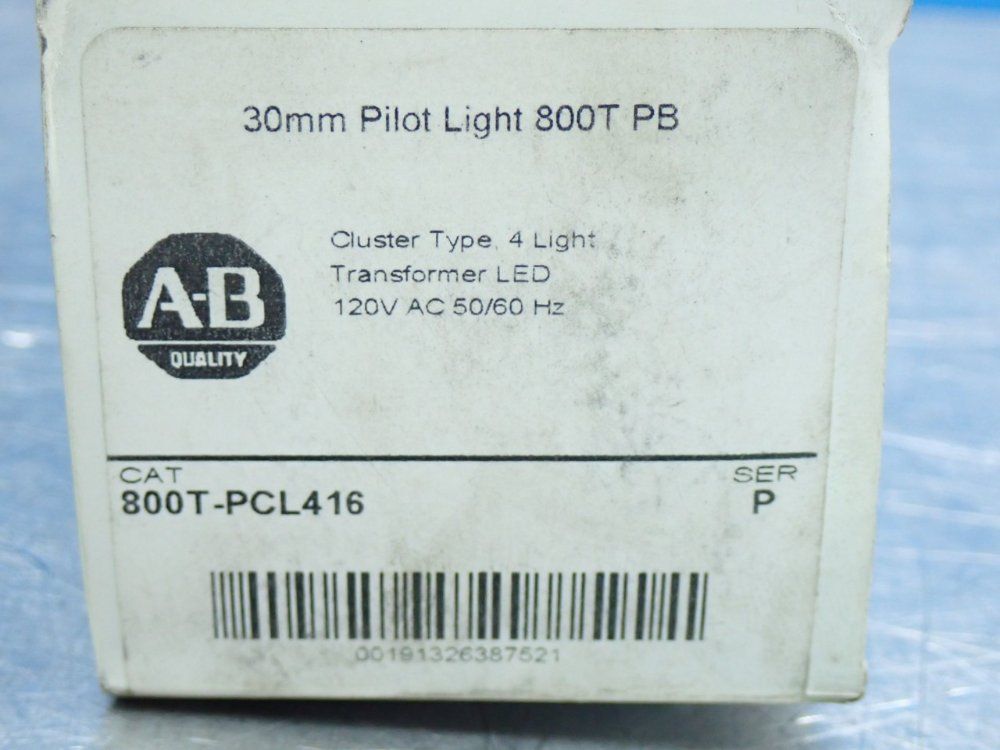 30mm Pilot Light 800T PB
Cluster Type, 4 Light
Transformer LED
120V AC 50/60 Hz
A-B
QUALITY
CAT
800T-PCL416
SER
P
00191326387521